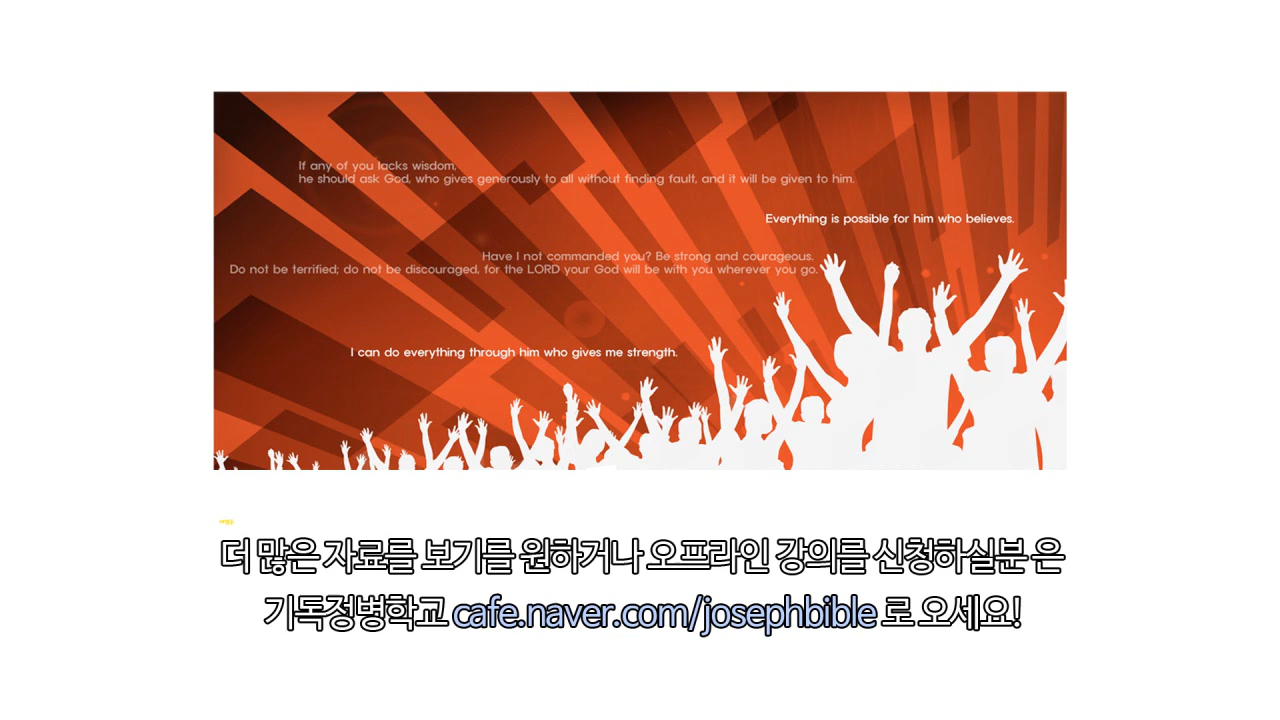 If any of you lacks wisdom,
he should ask God, who gives generously to all without finding fault, and it will be given to him.
Everything is possible for him who believes.
Have I not commanded you? Be strong and courageous.
Do not be terrified; do not be discouraged, for the LORD your God will be with you wherever you go.
I can do everything through him who gives me strength.
더 많은 자료를 보기를 원하거나 오프라인 강의를 신청하실분 은
기독정병학교 cafe.naver.com/josephbible 로 오세요!